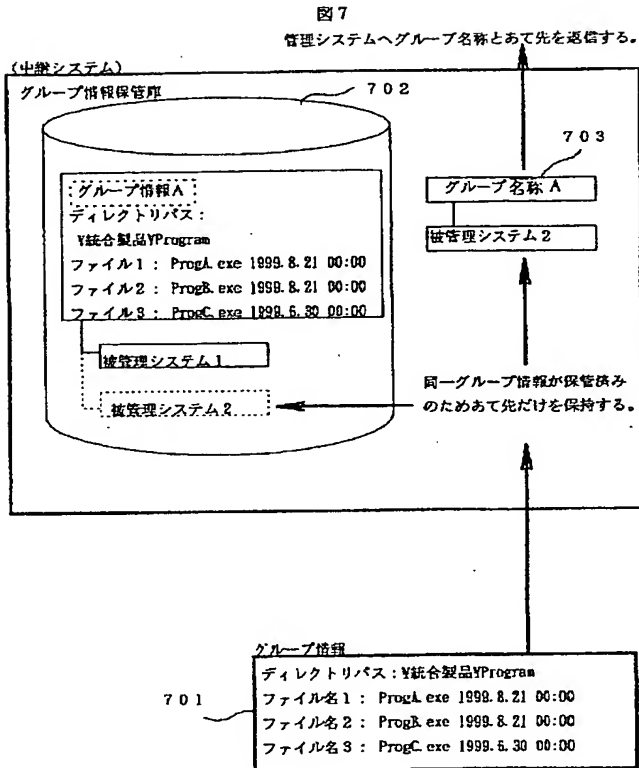 図7
管理システムへグループ名称とあて先を返信する。
(中継システム)
グループ情報保管庫
702
703
グループ情報A
ディレクトリパス:
¥統合製品¥Program
ファイル1: ProgA.exe 1999.8.21 00:00
ファイル2: ProgB.exe 1999.8.21 00:00
ファイル3: ProgC.exe 1999.6.30 00:00
被管理システム1
被管理システム2
グループ名称A
被管理システム2
同一グループ情報が保管済み
のためあて先だけを保持する。
グループ情報
701
ディレクトリパス:¥統合製品¥Program
ファイル名1: ProgA.exe 1999.8.21 00:00
ファイル名2: ProgB.exe 1999.8.21 00:00
ファイル名3: ProgC.exe 1999.6.30 00:00